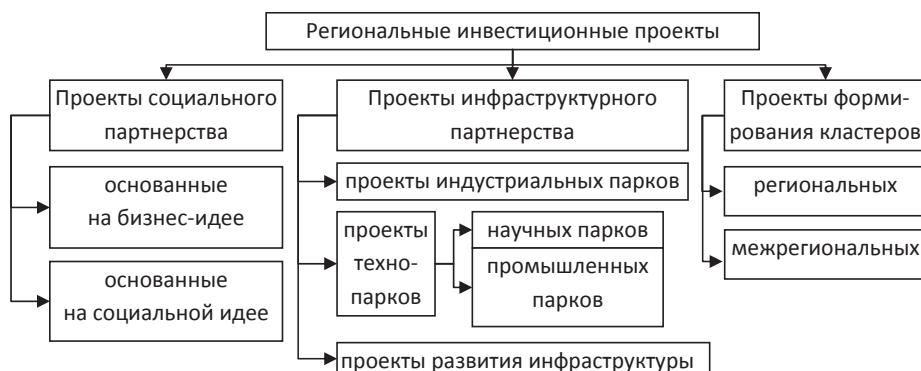 Региональные инвестиционные проекты
Проекты социального
партнерства
основанные
на бизнес-идее
основанные
на социальной идее
Проекты инфраструктурного
партнерства
проекты индустриальных парков
проекты
техно-
парков
научных парков
промышленных
парков
проекты развития инфраструктуры
Проекты форми-
рования кластеров
региональных
межрегиональных